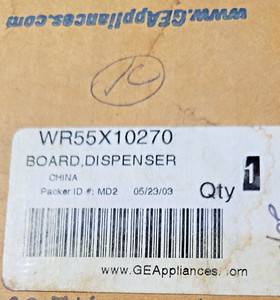 www.GEAppliances.com
WR55X10270
BOARD,DISPENSER
CHINA
Packer ID #: MD2 05/23/03
Qty 1
www.GEAppliances.com